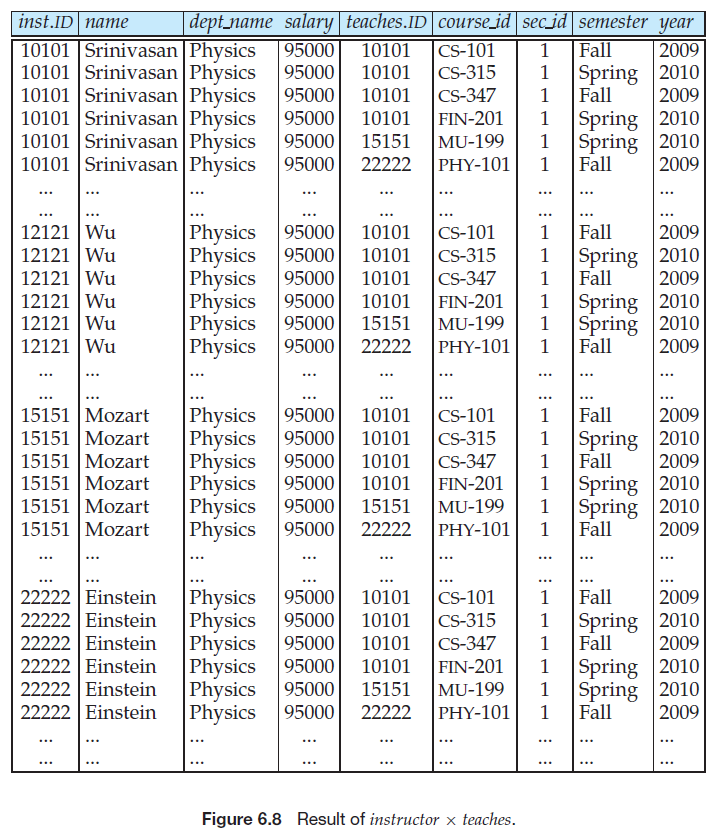 inst.ID name dept_name salary teaches.ID course_id sec_id semester year
10101 Srinivasan Physics 95000 10101 CS-101 1 Fall 2009
10101 Srinivasan Physics 95000 10101 CS-315 1 Spring 2010
10101 Srinivasan Physics 95000 10101 CS-347 1 Fall 2009
10101 Srinivasan Physics 95000 10101 FIN-201 1 Spring 2010
10101 Srinivasan Physics 95000 15151 MU-199 1 Spring 2010
10101 Srinivasan Physics 95000 22222 PHY-101 1 Fall 2009
... ... ... ... ... ... ... ... ...
... ... ... ... ... ... ... ... ...
12121 Wu Physics 95000 10101 CS-101 1 Fall 2009
12121 Wu Physics 95000 10101 CS-315 1 Spring 2010
12121 Wu Physics 95000 10101 CS-347 1 Fall 2009
12121 Wu Physics 95000 10101 FIN-201 1 Spring 2010
12121 Wu Physics 95000 15151 MU-199 1 Spring 2010
12121 Wu Physics 95000 22222 PHY-101 1 Fall 2009
... ... ... ... ... ... ... ... ...
... ... ... ... ... ... ... ... ...
15151 Mozart Physics 95000 10101 CS-101 1 Fall 2009
15151 Mozart Physics 95000 10101 CS-315 1 Spring 2010
15151 Mozart Physics 95000 10101 CS-347 1 Fall 2009
15151 Mozart Physics 95000 10101 FIN-201 1 Spring 2010
15151 Mozart Physics 95000 15151 MU-199 1 Spring 2010
15151 Mozart Physics 95000 22222 PHY-101 1 Fall 2009
... ... ... ... ... ... ... ... ...
... ... ... ... ... ... ... ... ...
22222 Einstein Physics 95000 10101 CS-101 1 Fall 2009
22222 Einstein Physics 95000 10101 CS-315 1 Spring 2010
22222 Einstein Physics 95000 10101 CS-347 1 Fall 2009
22222 Einstein Physics 95000 10101 FIN-201 1 Spring 2010
22222 Einstein Physics 95000 15151 MU-199 1 Spring 2010
22222 Einstein Physics 95000 22222 PHY-101 1 Fall 2009
... ... ... ... ... ... ... ... ...
... ... ... ... ... ... ... ... ...
Figure 6.8 Result of instructor × teaches.